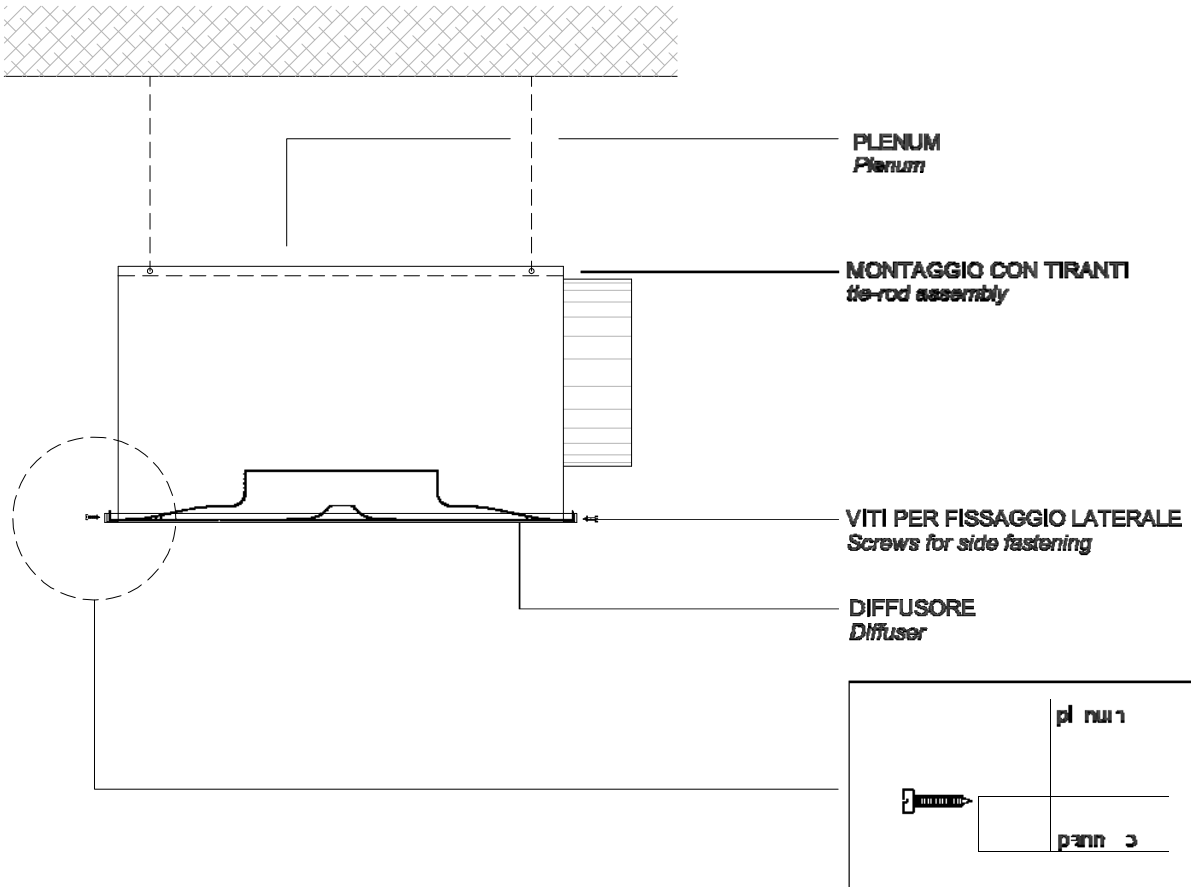 PLENUM
Plenum
MONTAGGIO CON TIRANTI
tie-rod assembly
VITI PER FISSAGGIO LATERALE
Screws for side fastening
DIFFUSORE
Diffuser